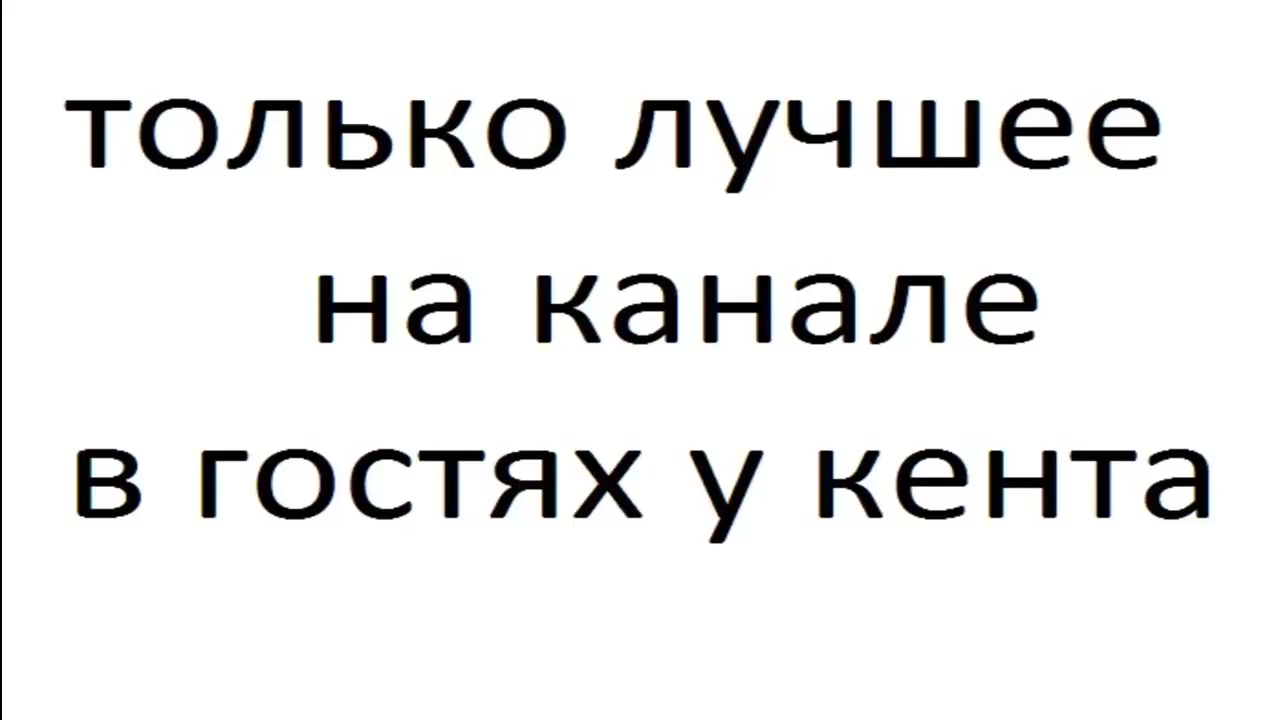 только лучшее
на канале
в гостях у кента